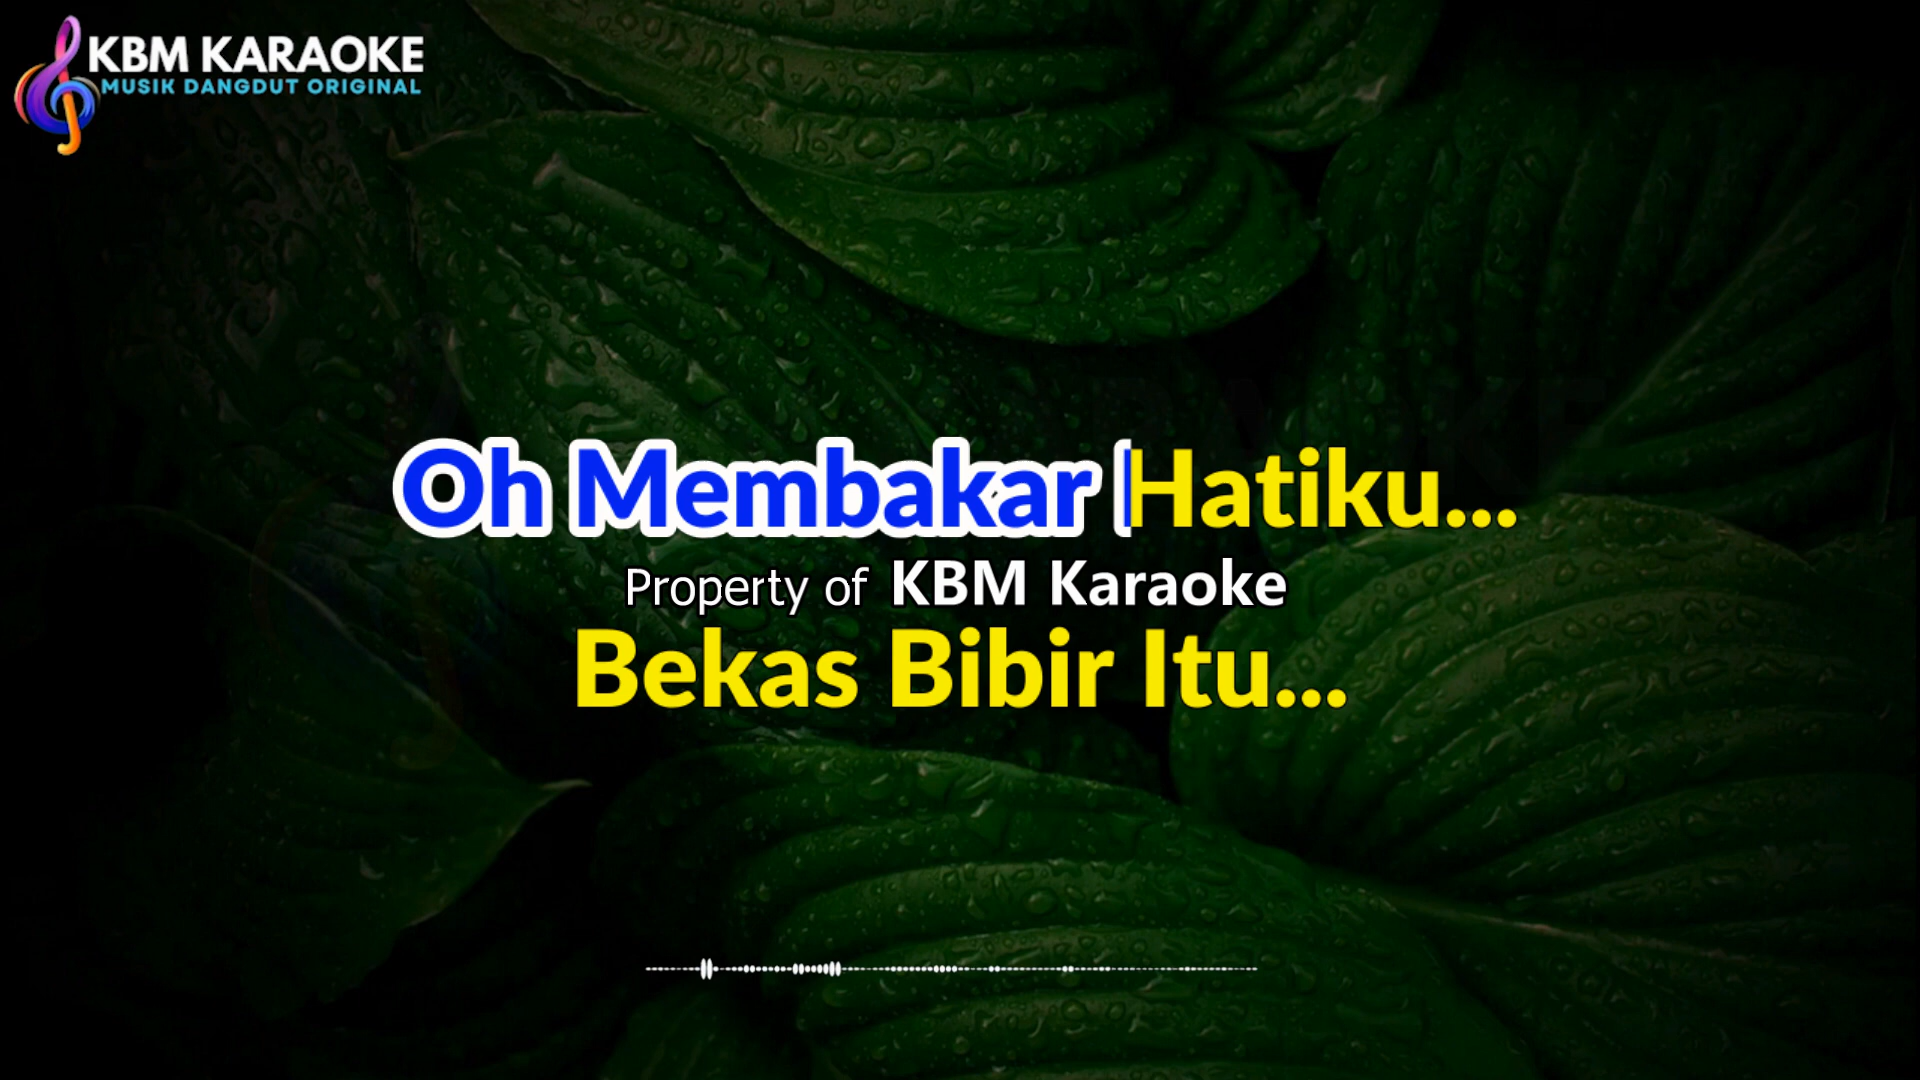 KBM KARAOKE
MUSIK DANGDUT ORIGINAL
Oh Membakar Hatiku...
Property of KBM Karaoke
Bekas Bibir Itu...